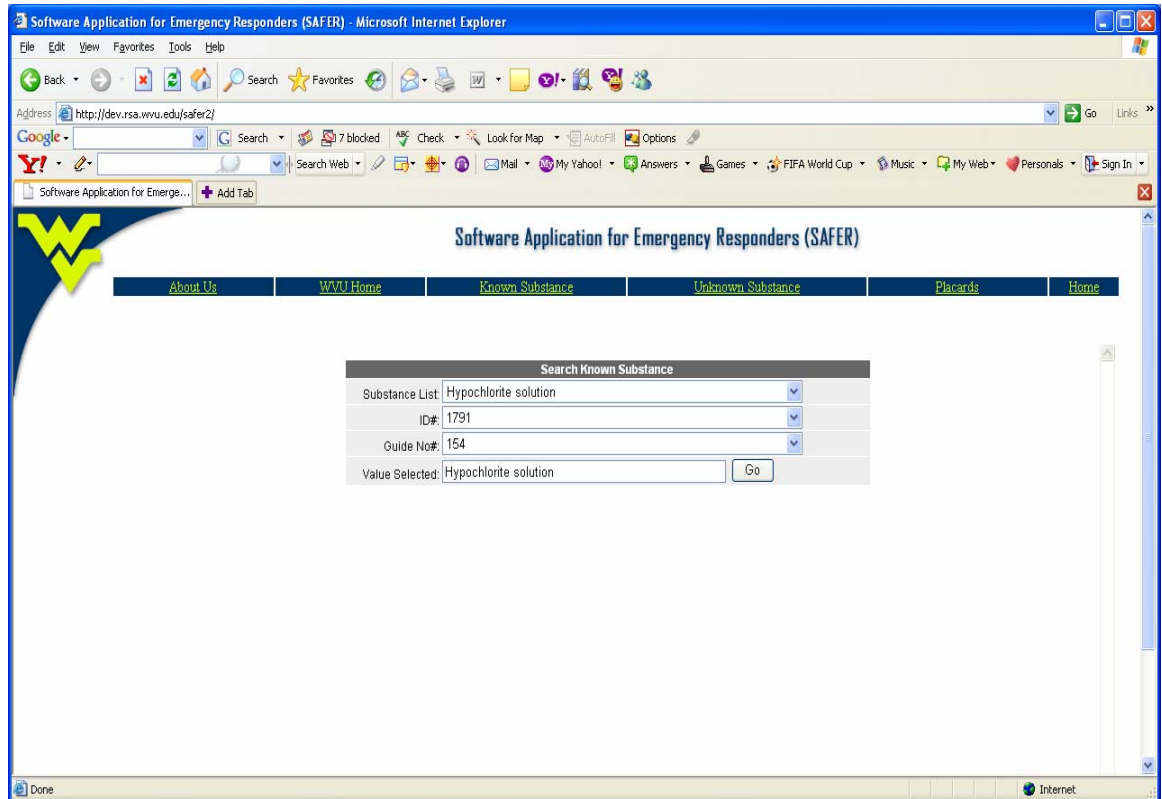 Software Application for Emergency Responders (SAFER) - Microsoft Internet Explorer
File Edit View Favorites Tools Help
Back Search Favorites
Address http://dev.rsa.wvu.edu/safer2/ Go Links »
Google Search 7 blocked ABC Check Look for Map AutoFill Options
Y! Search Web Mail My Yahoo! Answers Games FIFA World Cup Music My Web Personals Sign In
Software Application for Emerge... Add Tab
Software Application for Emergency Responders (SAFER)
About Us WVU Home Known Substance Unknown Substance Placards Home
Search Known Substance
Substance List: Hypochlorite solution
ID#: 1791
Guide No#: 154
Value Selected: Hypochlorite solution Go
Done Internet